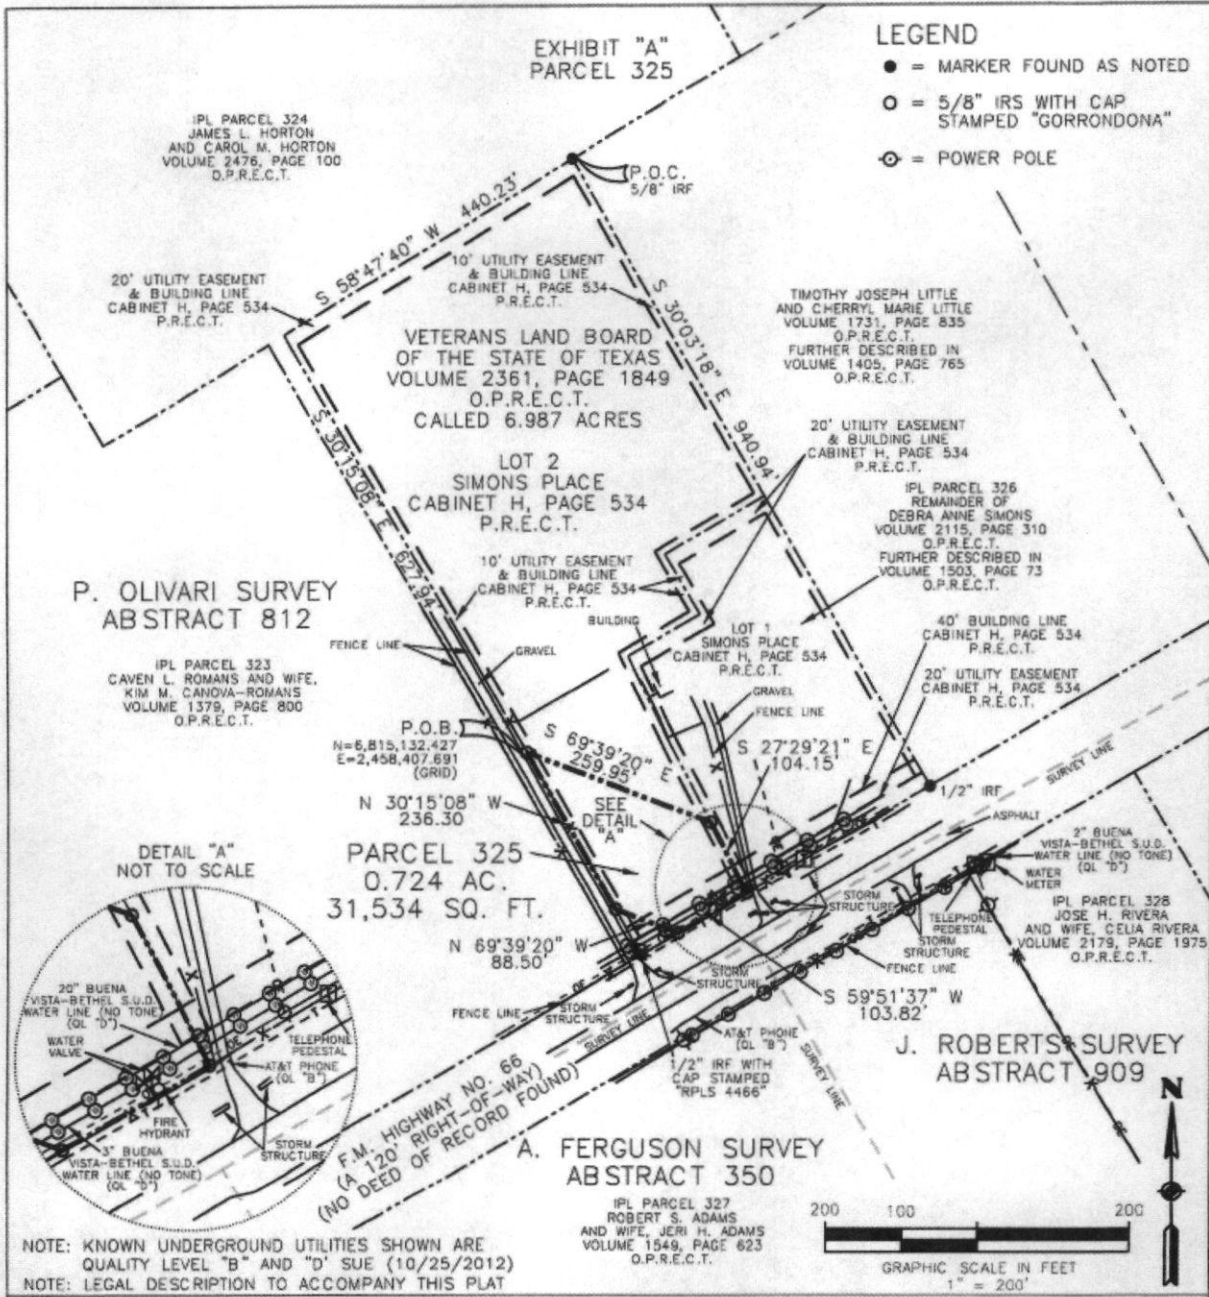 EXHIBIT "A"
PARCEL 325
LEGEND
= MARKER FOUND AS NOTED
= 5/8" IRS WITH CAP
STAMPED "GORRONDONA"
= POWER POLE
IPL PARCEL 324
JAMES L. HORTON
AND CAROL M. HORTON
VOLUME 2476, PAGE 100
O.P.R.E.C.T.
P.O.C.
5/8" IRF
S 58°47'40" W 440.23'
20' UTILITY EASEMENT
& BUILDING LINE
CABINET H, PAGE 534
P.R.E.C.T.
10' UTILITY EASEMENT
& BUILDING LINE
CABINET H, PAGE 534
P.R.E.C.T.
S 30°03'18" E 940.94'
TIMOTHY JOSEPH LITTLE
AND CHERRYL MARIE LITTLE
VOLUME 1731, PAGE 835
O.P.R.E.C.T.
FURTHER DESCRIBED IN
VOLUME 1405, PAGE 765
O.P.R.E.C.T.
VETERANS LAND BOARD
OF THE STATE OF TEXAS
VOLUME 2361, PAGE 1849
O.P.R.E.C.T.
CALLED 6.987 ACRES
LOT 2
SIMONS PLACE
CABINET H, PAGE 534
P.R.E.C.T.
S 30°15'08" E 627.94'
20' UTILITY EASEMENT
& BUILDING LINE
CABINET H, PAGE 534
P.R.E.C.T.
IPL PARCEL 326
REMAINDER OF
DEBRA ANNE SIMONS
VOLUME 2115, PAGE 310
O.P.R.E.C.T.
FURTHER DESCRIBED IN
VOLUME 1503, PAGE 73
O.P.R.E.C.T.
10' UTILITY EASEMENT
& BUILDING LINE
CABINET H, PAGE 534
P.R.E.C.T.
P. OLIVARI SURVEY
ABSTRACT 812
BUILDING
LOT 1
SIMONS PLACE
CABINET H, PAGE 534
P.R.E.C.T.
40' BUILDING LINE
CABINET H, PAGE 534
P.R.E.C.T.
FENCE LINE
GRAVEL
IPL PARCEL 323
CAVEN L. ROMANS AND WIFE,
KIM M. CANOVA-ROMANS
VOLUME 1379, PAGE 800
O.P.R.E.C.T.
20' UTILITY EASEMENT
CABINET H, PAGE 534
P.R.E.C.T.
GRAVEL
FENCE LINE
P.O.B.
N=6,815,132.427
E=2,458,407.691
(GRID)
S 69°39'20" E
259.95'
S 27°29'21" E
104.15'
SURVEY LINE
1/2" IRF
N 30°15'08" W
236.30
SEE
DETAIL
"A"
ASPHALT
2" BUENA
VISTA-BETHEL S.U.D.
WATER LINE (NO TONE)
(QL "D")
WATER
METER
PARCEL 325
0.724 AC.
31,534 SQ. FT.
DETAIL "A"
NOT TO SCALE
STORM
STRUCTURE
TELEPHONE
PEDESTAL
STORM
STRUCTURE
FENCE LINE
IPL PARCEL 328
JOSE H. RIVERA
AND WIFE, CELIA RIVERA
VOLUME 2179, PAGE 1975
O.P.R.E.C.T.
N 69°39'20" W
88.50'
OE
STORM
STRUCTURE
S 59°51'37" W
103.82'
FENCE LINE
STORM
STRUCTURE
SURVEY LINE
AT&T PHONE
(QL "B")
1/2" IRF WITH
CAP STAMPED
"RPLS 4466"
SURVEY LINE
J. ROBERTS SURVEY
ABSTRACT 909
20" BUENA
VISTA-BETHEL S.U.D.
WATER LINE (NO TONE)
(QL "D")
WATER
VALVE
OE
TELEPHONE
PEDESTAL
AT&T PHONE
(QL "B")
FIRE
HYDRANT
STORM
STRUCTURE
3" BUENA
VISTA-BETHEL S.U.D.
WATER LINE (NO TONE)
(QL "D")
F.M. HIGHWAY NO. 66
(A 120' RIGHT-OF-WAY)
(NO DEED OF RECORD FOUND)
A. FERGUSON SURVEY
ABSTRACT 350
IPL PARCEL 327
ROBERT S. ADAMS
AND WIFE, JERI H. ADAMS
VOLUME 1549, PAGE 623
O.P.R.E.C.T.
N
200 100 0 200
GRAPHIC SCALE IN FEET
1" = 200'
NOTE: KNOWN UNDERGROUND UTILITIES SHOWN ARE
QUALITY LEVEL "B" AND "D' SUE (10/25/2012)
NOTE: LEGAL DESCRIPTION TO ACCOMPANY THIS PLAT